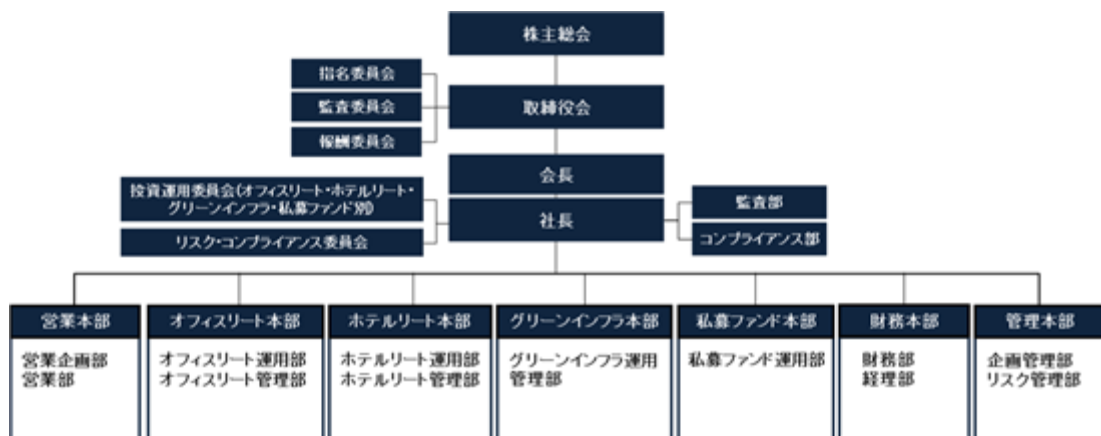 株主総会
指名委員会
監査委員会
報酬委員会
取締役会
会長
投資運用委員会(オフィスリート・ホテルリート・
グリーンインフラ・私募ファンド別)
リスク・コンプライアンス委員会
社長
監査部
コンプライアンス部
営業本部
営業企画部
営業部
オフィスリート本部
オフィスリート運用部
オフィスリート管理部
ホテルリート本部
ホテルリート運用部
ホテルリート管理部
グリーンインフラ本部
グリーンインフラ運用
管理部
私募ファンド本部
私募ファンド運用部
財務本部
財務部
経理部
管理本部
企画管理部
リスク管理部